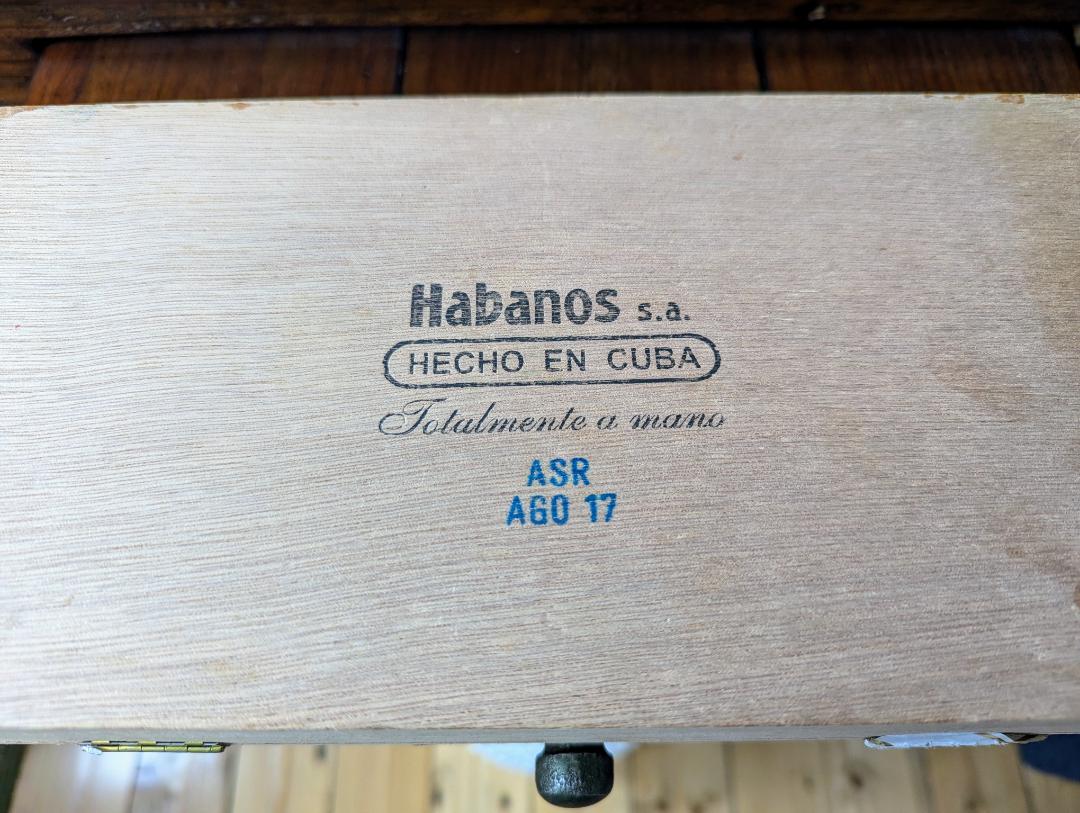 Habanos s.a.
HECHO EN CUBA
Totalmente a mano
ASR
AGO 17